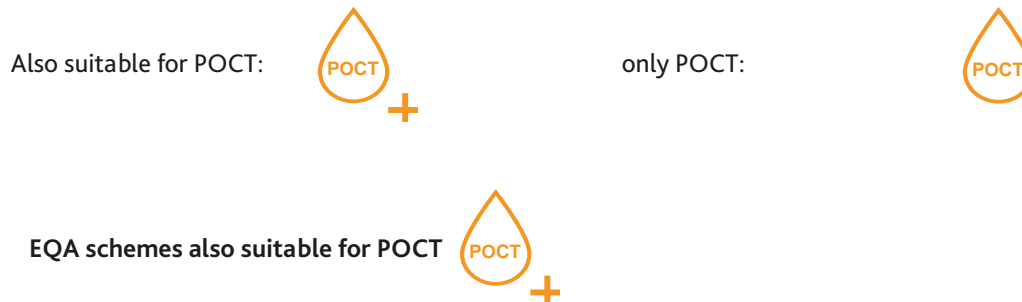 Also suitable for POCT: POCT + only POCT: POCT
EQA schemes also suitable for POCT POCT +